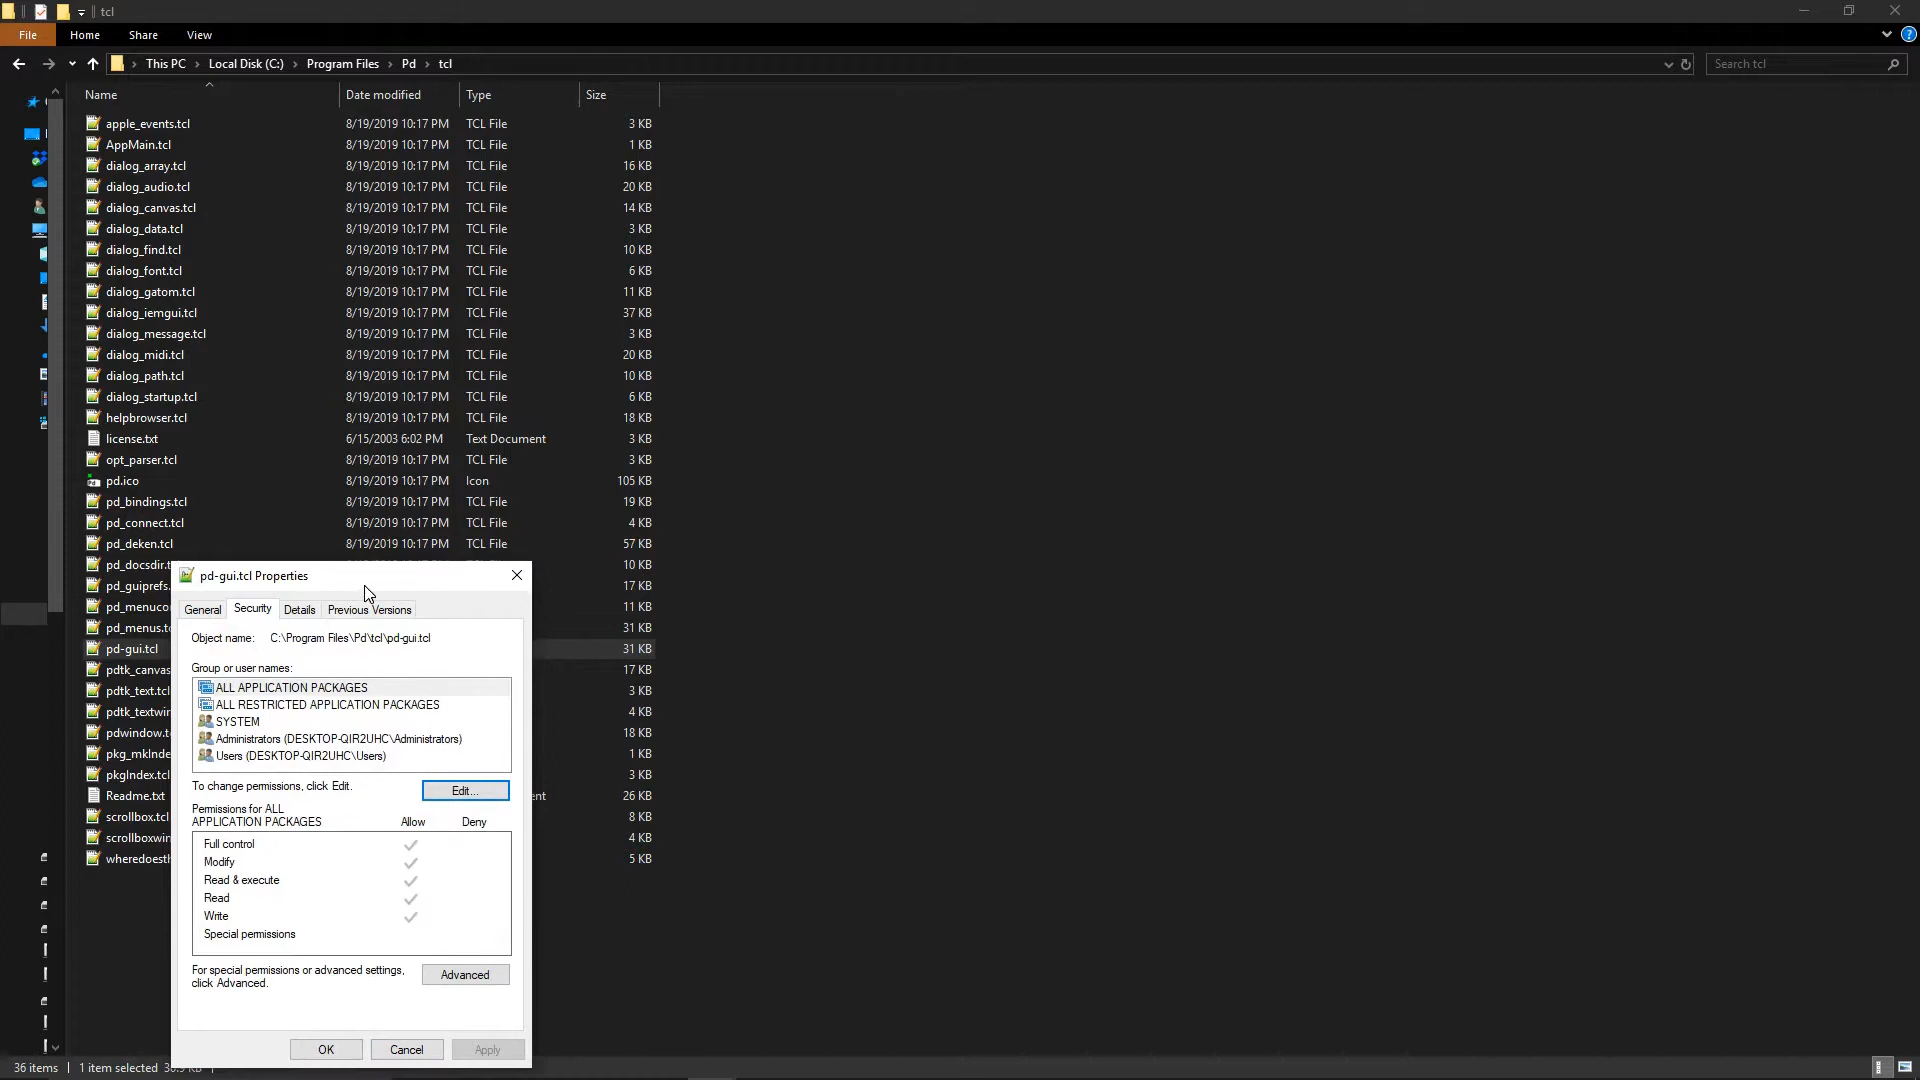 tcl
File Home Share View
This PC Local Disk (C:) Program Files Pd tcl Search tcl
Name Date modified Type Size
apple_events.tcl 8/19/2019 10:17 PM TCL File 3 KB
AppMain.tcl 8/19/2019 10:17 PM TCL File 1 KB
dialog_array.tcl 8/19/2019 10:17 PM TCL File 16 KB
dialog_audio.tcl 8/19/2019 10:17 PM TCL File 20 KB
dialog_canvas.tcl 8/19/2019 10:17 PM TCL File 14 KB
dialog_data.tcl 8/19/2019 10:17 PM TCL File 3 KB
dialog_find.tcl 8/19/2019 10:17 PM TCL File 10 KB
dialog_font.tcl 8/19/2019 10:17 PM TCL File 6 KB
dialog_gatom.tcl 8/19/2019 10:17 PM TCL File 11 KB
dialog_iemgui.tcl 8/19/2019 10:17 PM TCL File 37 KB
dialog_message.tcl 8/19/2019 10:17 PM TCL File 3 KB
dialog_midi.tcl 8/19/2019 10:17 PM TCL File 20 KB
dialog_path.tcl 8/19/2019 10:17 PM TCL File 10 KB
dialog_startup.tcl 8/19/2019 10:17 PM TCL File 6 KB
helpbrowser.tcl 8/19/2019 10:17 PM TCL File 18 KB
license.txt 6/15/2003 6:02 PM Text Document 3 KB
opt_parser.tcl 8/19/2019 10:17 PM TCL File 3 KB
pd.ico 8/19/2019 10:17 PM Icon 105 KB
pd_bindings.tcl 8/19/2019 10:17 PM TCL File 19 KB
pd_connect.tcl 8/19/2019 10:17 PM TCL File 4 KB
pd_deken.tcl 8/19/2019 10:17 PM TCL File 57 KB
pd_docsdir.t 10 KB
pd_guiprefs. 17 KB
pd_menuco 11 KB
pd_menus.tc 31 KB
pd-gui.tcl 31 KB
pdtk_canvas 17 KB
pdtk_text.tcl 3 KB
pdtk_textwin 4 KB
pdwindow.tc 18 KB
pkg_mkInde 1 KB
pkgIndex.tcl 3 KB
Readme.txt ent 26 KB
scrollbox.tcl 8 KB
scrollboxwin 4 KB
wheredoesth 5 KB
pd-gui.tcl Properties
General Security Details Previous Versions
Object name: C:\Program Files\Pd\tcl\pd-gui.tcl
Group or user names:
ALL APPLICATION PACKAGES
ALL RESTRICTED APPLICATION PACKAGES
SYSTEM
Administrators (DESKTOP-QIR2UHC\Administrators)
Users (DESKTOP-QIR2UHC\Users)
To change permissions, click Edit. Edit...
Permissions for ALL
APPLICATION PACKAGES Allow Deny
Full control
Modify
Read & execute
Read
Write
Special permissions
For special permissions or advanced settings,
click Advanced. Advanced
OK Cancel Apply
36 items 1 item selected